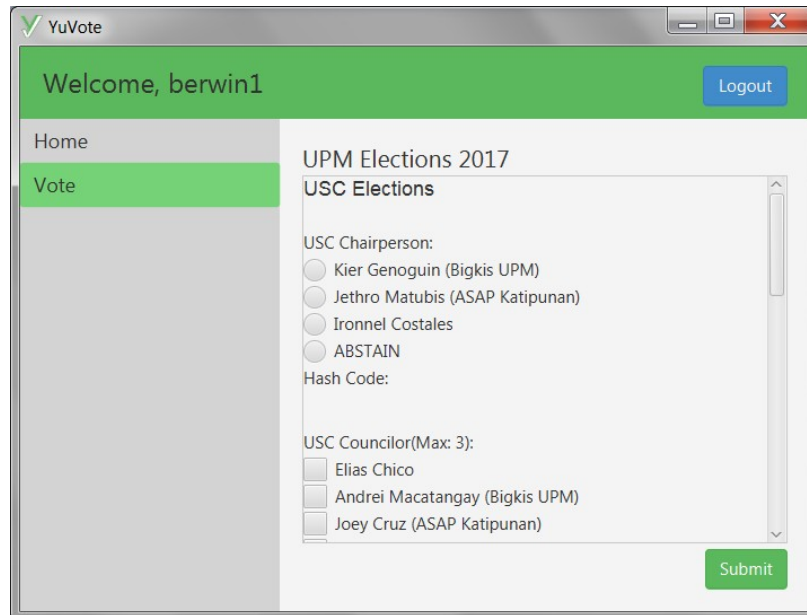 YuVote
Welcome, berwin1
Logout
Home
Vote
UPM Elections 2017
USC Elections
USC Chairperson:
Kier Genoguin (Bigkis UPM)
Jethro Matubis (ASAP Katipunan)
Ironnel Costales
ABSTAIN
Hash Code:
USC Councilor(Max: 3):
Elias Chico
Andrei Macatangay (Bigkis UPM)
Joey Cruz (ASAP Katipunan)
Submit